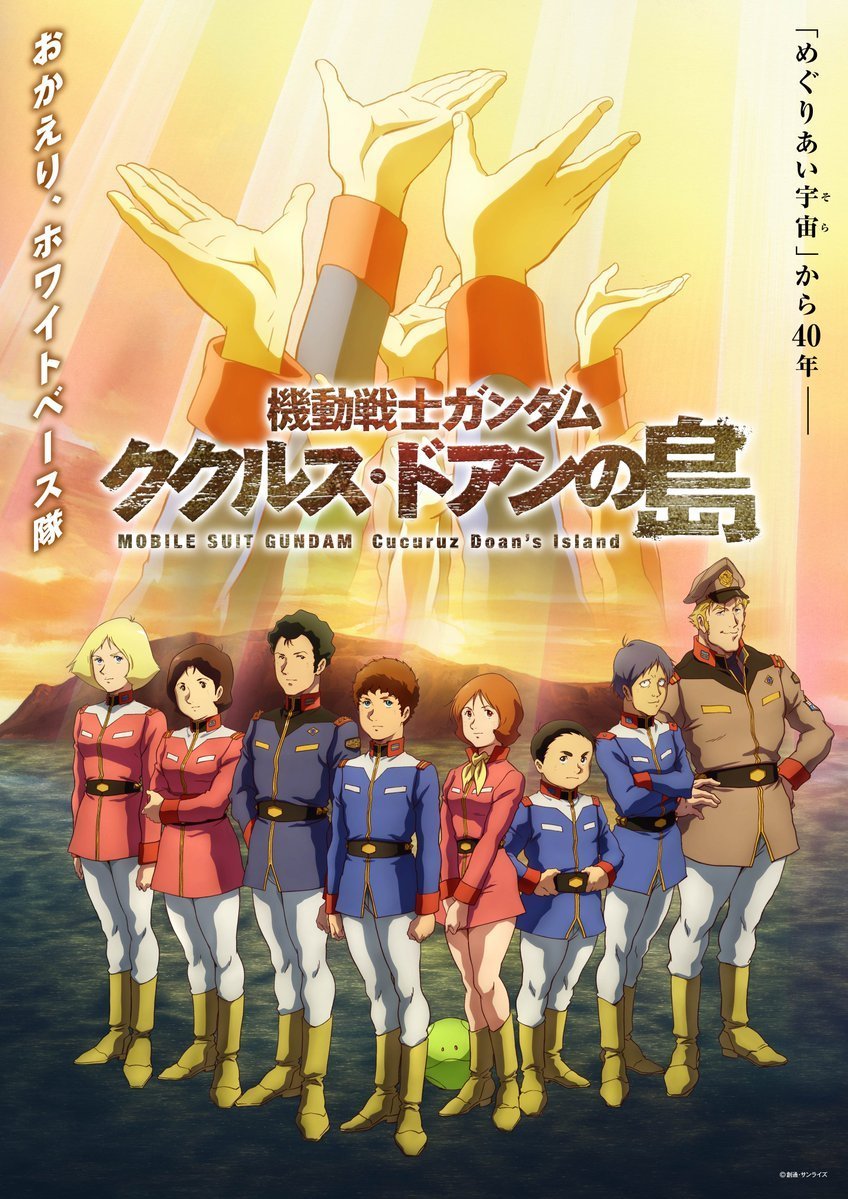 「めぐりあい宇宙」から40年――
そら
おかえり、ホワイトベース隊
機動戦士ガンダム
ククルス・ドアンの島
MOBILE SUIT GUNDAM Cucuruz Doan's Island
©創通・サンライズ